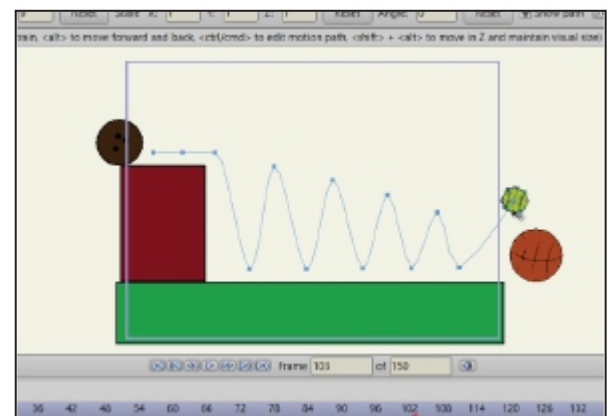 0 Reset Scale X: 1 Y: 1 Z: 1 Reset Angle: 0 Reset Show path
rain, <alt> to move forward and back, <ctrl/cmd> to edit motion path, <shift> + <alt> to move in Z and maintain visual size)
Frame 103 of 150
36 42 48 54 60 66 72 78 84 90 96 102 108 114 120 126 132